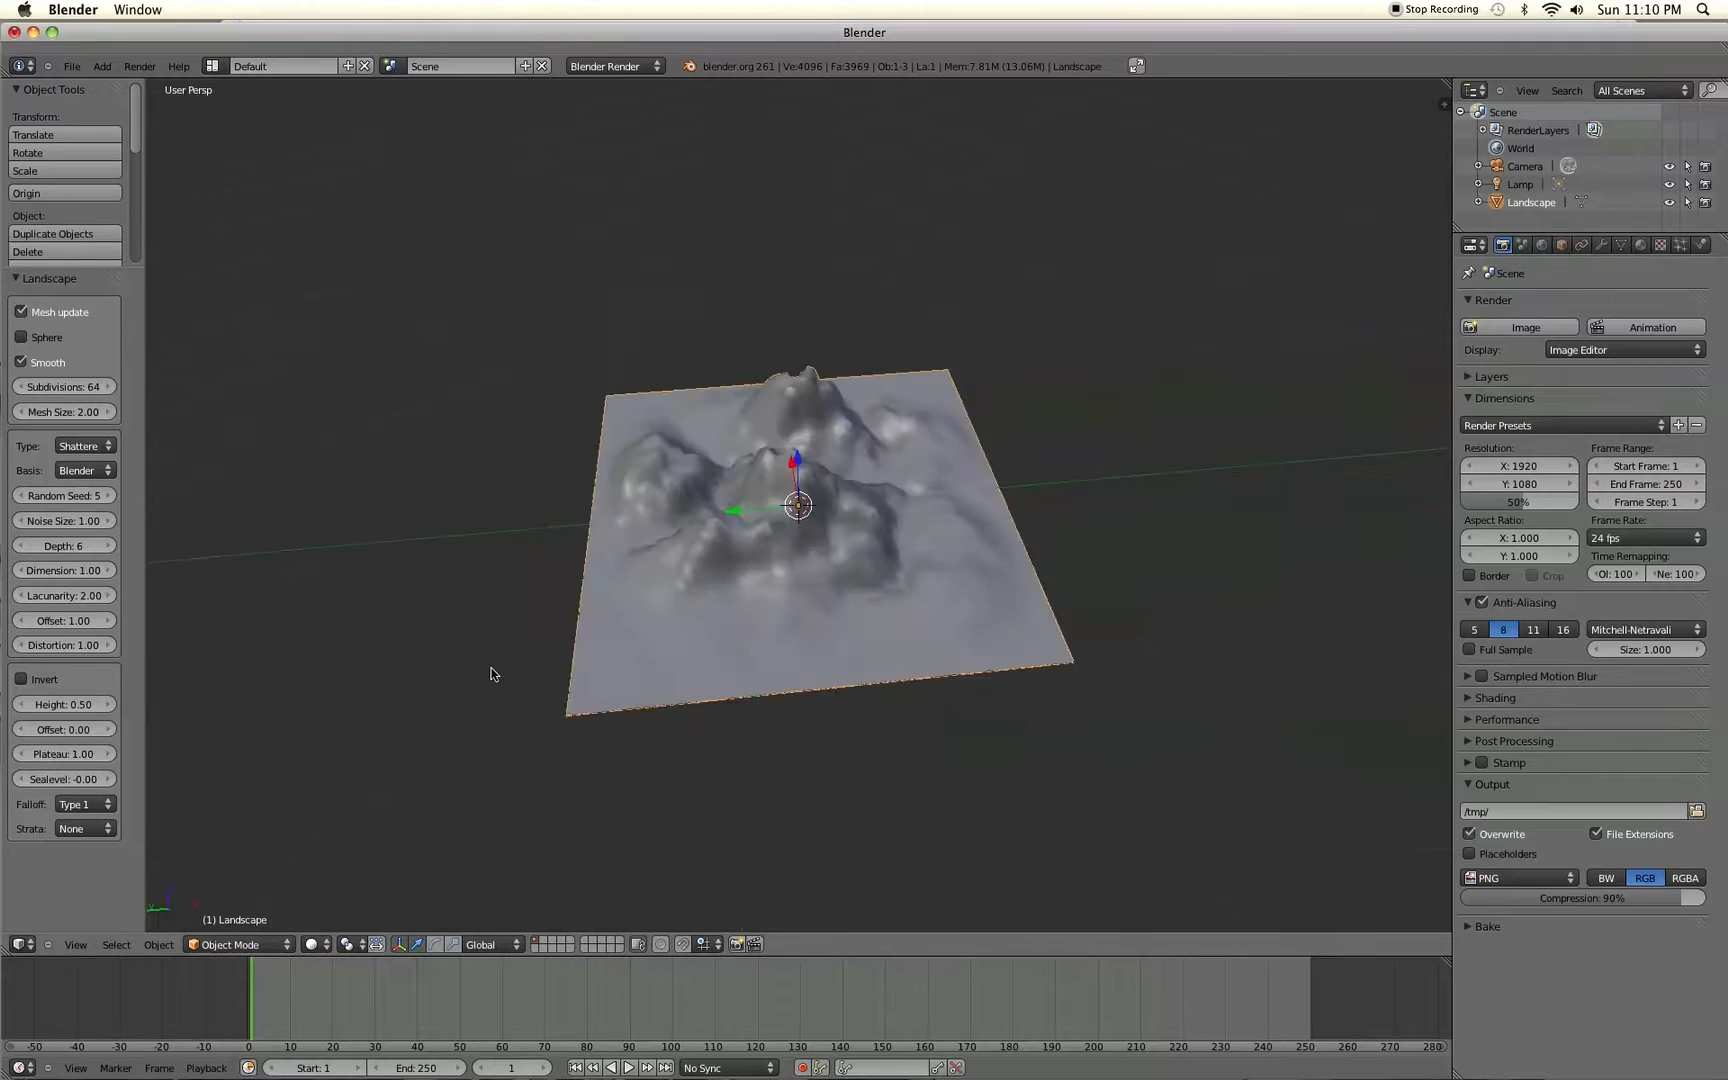 Blender Window
Stop Recording Sun 11:10 PM
Blender
File Add Render Help Default Scene Blender Render blender.org 261 | Ve:4096 | Fa:3969 | Ob:1-3 | La:1 | Mem:7.81M (13.06M) | Landscape
Object Tools
Transform:
Translate
Rotate
Scale
Origin
Object:
Duplicate Objects
Delete
Landscape
Mesh update
Sphere
Smooth
Subdivisions: 64
Mesh Size: 2.00
Type: Shattere
Basis: Blender
Random Seed: 5
Noise Size: 1.00
Depth: 6
Dimension: 1.00
Lacunarity: 2.00
Offset: 1.00
Distortion: 1.00
Invert
Height: 0.50
Offset: 0.00
Plateau: 1.00
Sealevel: -0.00
Falloff: Type 1
Strata: None
User Persp
(1) Landscape
View Select Object Object Mode Global
View Search All Scenes
Scene
RenderLayers
World
Camera
Lamp
Landscape
Scene
Render
Image Animation
Display: Image Editor
Layers
Dimensions
Render Presets
Resolution: Frame Range:
X: 1920 Start Frame: 1
Y: 1080 End Frame: 250
50% Frame Step: 1
Aspect Ratio: Frame Rate:
X: 1.000 24 fps
Y: 1.000 Time Remapping:
Border Crop Ol: 100 Ne: 100
Anti-Aliasing
5 8 11 16 Mitchell-Netravali
Full Sample Size: 1.000
Sampled Motion Blur
Shading
Performance
Post Processing
Stamp
Output
/tmp/
Overwrite File Extensions
Placeholders
PNG BW RGB RGBA
Compression: 90%
Bake
-50 -40 -30 -20 -10 0 10 20 30 40 50 60 70 80 90 100 110 120 130 140 150 160 170 180 190 200 210 220 230 240 250 260 270 280
View Marker Frame Playback Start: 1 End: 250 1 No Sync